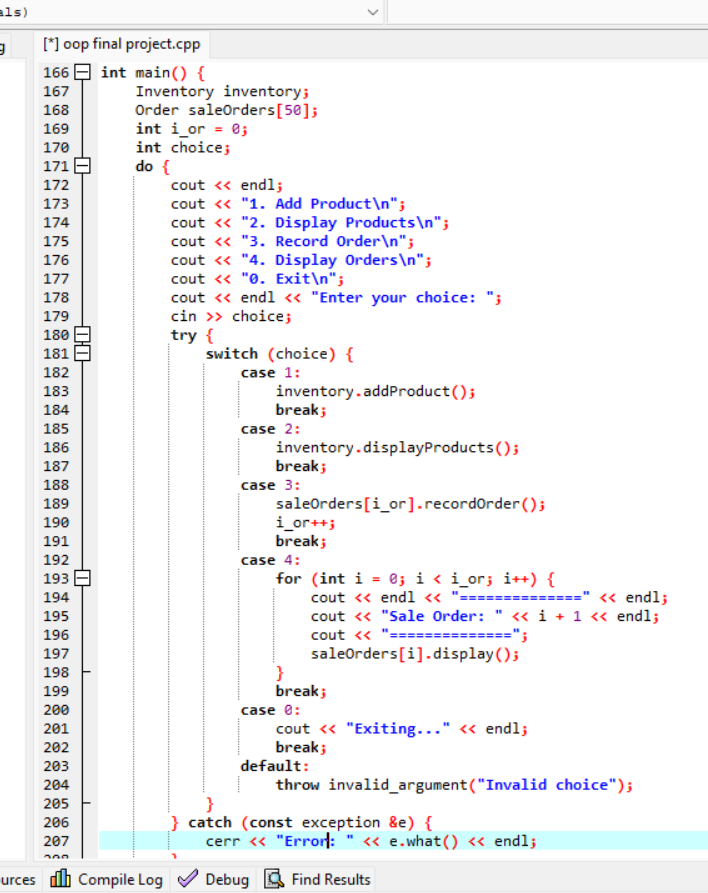 als)
[*] oop final project.cpp
166 int main() {
167 Inventory inventory;
168 Order saleOrders[50];
169 int i_or = 0;
170 int choice;
171 do {
172 cout << endl;
173 cout << "1. Add Product\n";
174 cout << "2. Display Products\n";
175 cout << "3. Record Order\n";
176 cout << "4. Display Orders\n";
177 cout << "0. Exit\n";
178 cout << endl << "Enter your choice: ";
179 cin >> choice;
180 try {
181 switch (choice) {
182 case 1:
183 inventory.addProduct();
184 break;
185 case 2:
186 inventory.displayProducts();
187 break;
188 case 3:
189 saleOrders[i_or].recordOrder();
190 i_or++;
191 break;
192 case 4:
193 for (int i = 0; i < i_or; i++) {
194 cout << endl << "==============" << endl;
195 cout << "Sale Order: " << i + 1 << endl;
196 cout << "==============";
197 saleOrders[i].display();
198 }
199 break;
200 case 0:
201 cout << "Exiting..." << endl;
202 break;
203 default:
204 throw invalid_argument("Invalid choice");
205 }
206 } catch (const exception &e) {
207 cerr << "Error: " << e.what() << endl;
208 }
ources Compile Log Debug Find Results